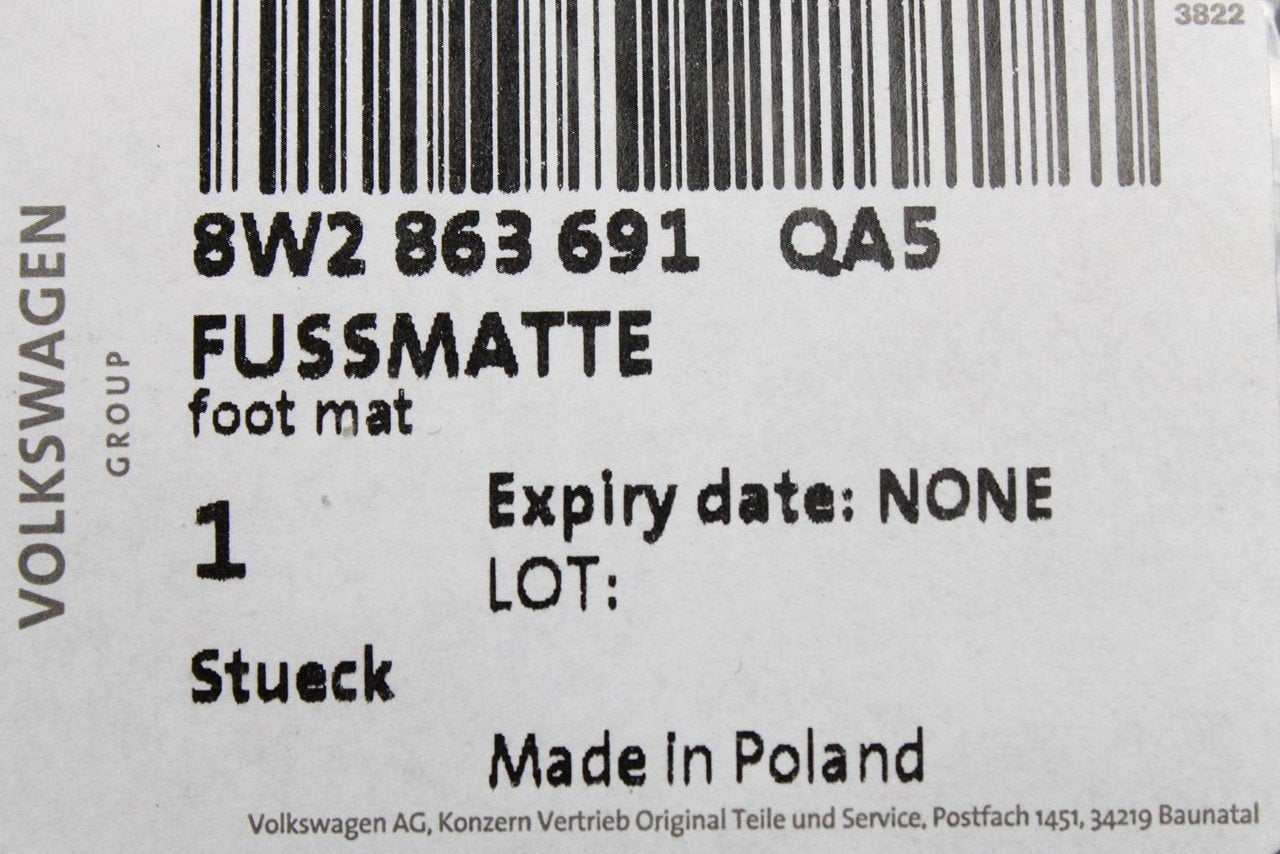 3822
8W2 863 691 QA5
FUSSMATTE
foot mat
1
Expiry date: NONE
LOT:
Stueck
Made in Poland
Volkswagen AG, Konzern Vertrieb Original Teile und Service, Postfach 1451, 34219 Baunatal
VOLKSWAGEN
GROUP